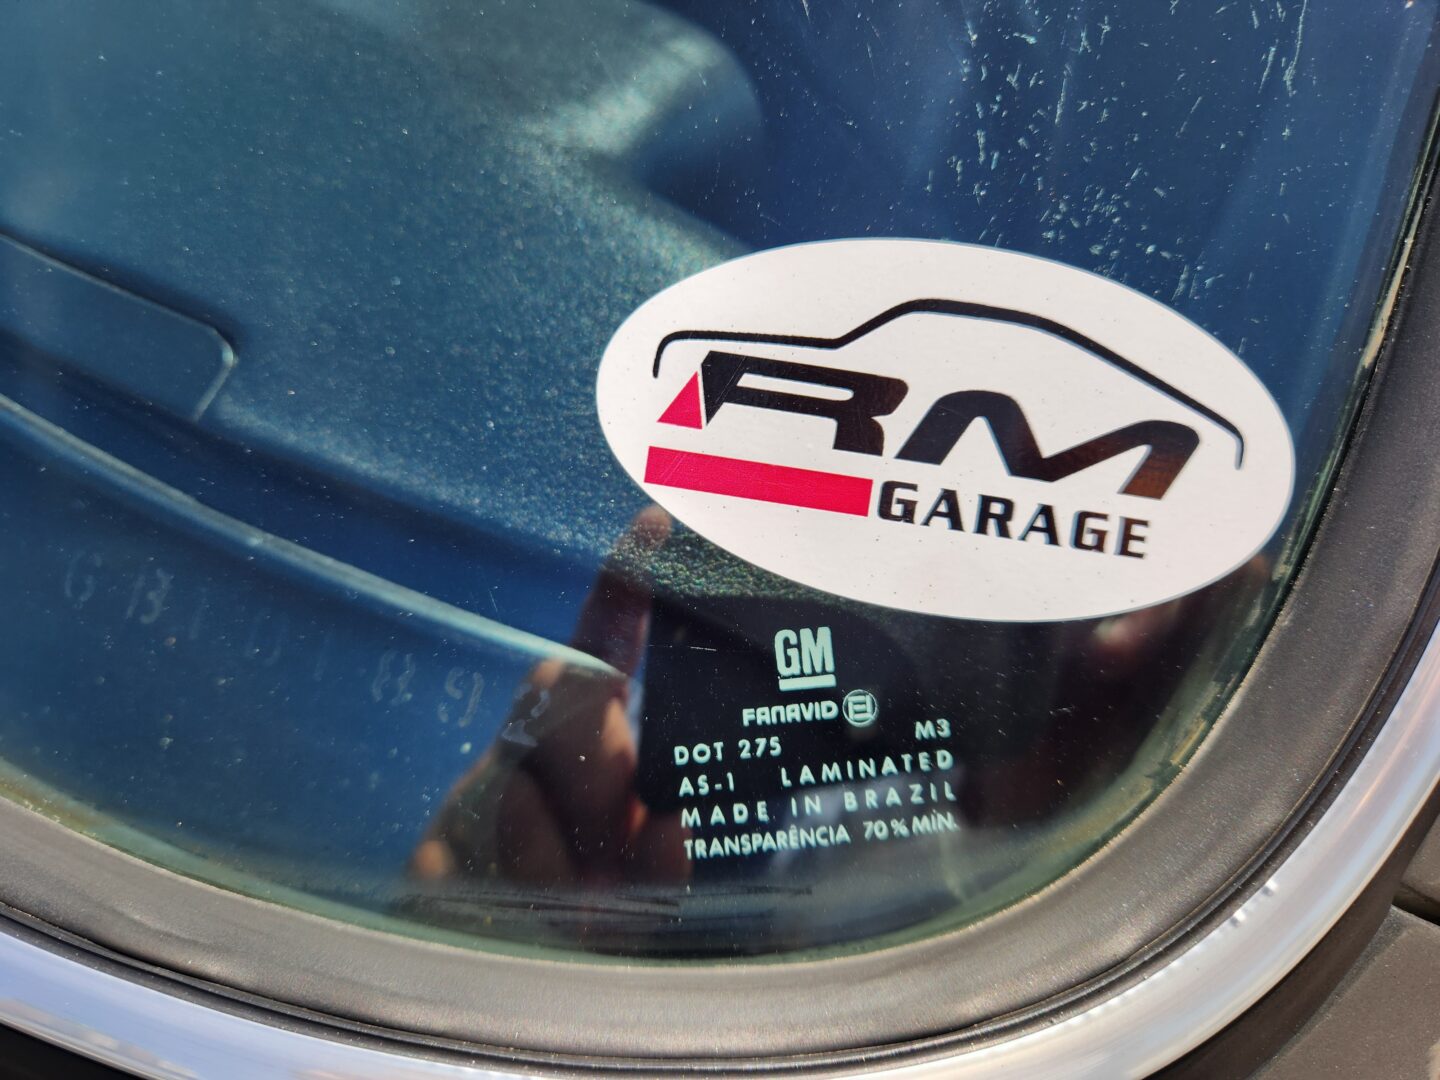 RM
GARAGE
GM
FANAVID
DOT 275 M3
AS-1 LAMINATED
MADE IN BRAZIL
TRANSPARÊNCIA 70% MÍN.